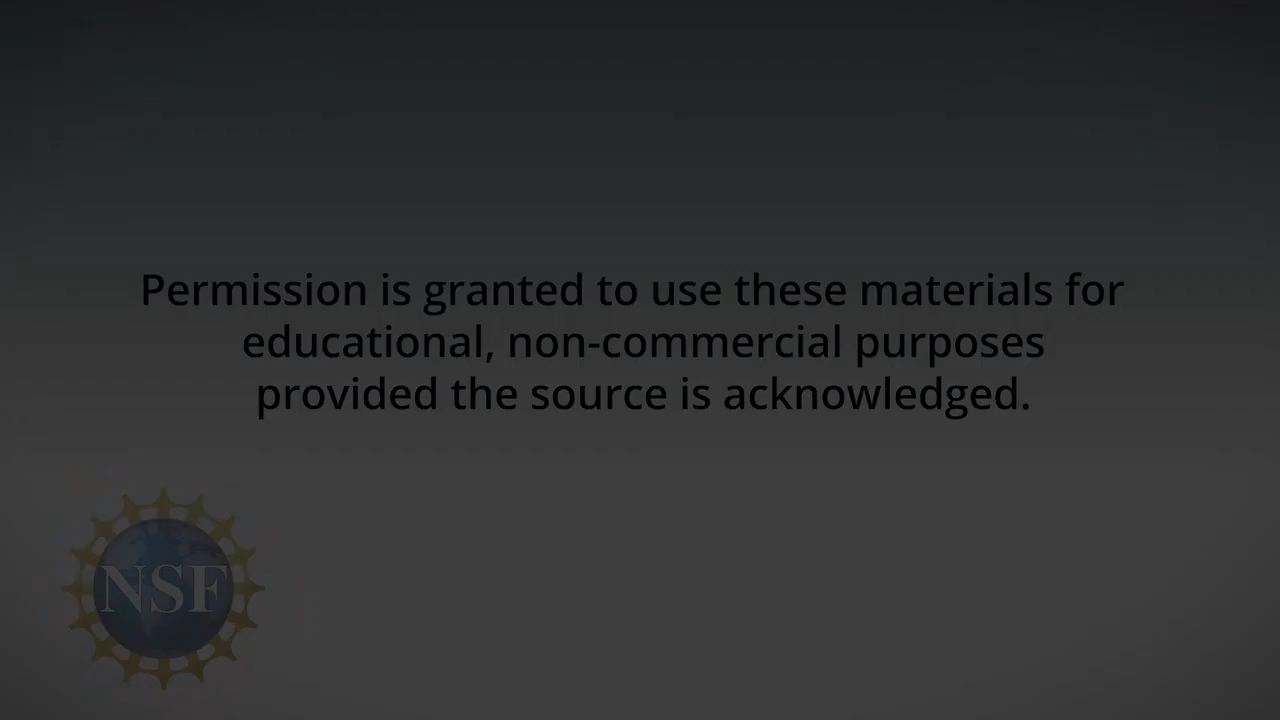 Permission is granted to use these materials for
educational, non-commercial purposes
provided the source is acknowledged.
NSF